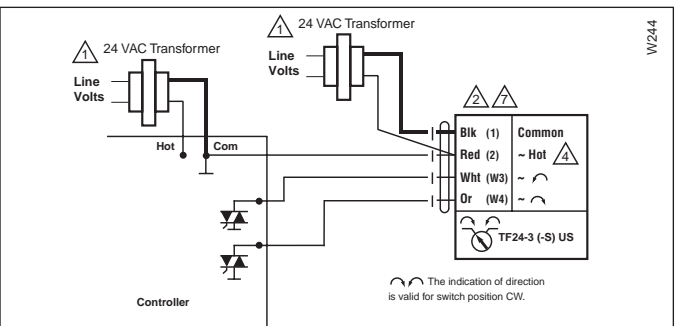 1 24 VAC Transformer
1 24 VAC Transformer
Line
Volts
Line
Volts
Hot
Com
2 7
Blk (1) Common
Red (2) ~ Hot 4
Wht (W3) ~
Or (W4) ~
TF24-3 (-S) US
The indication of direction
is valid for switch position CW.
Controller
W244